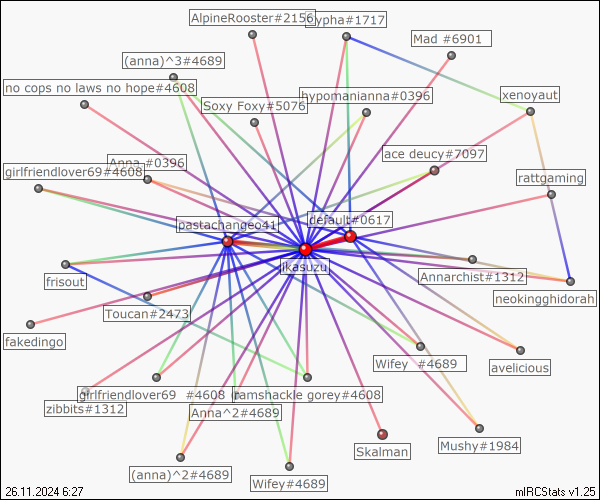 AlpineRooster#2156
cypha#1717
Mad #6901
(anna)^3#4689
no cops no laws no hope#4608
hypomanianna#0396
xenoyaut
Soxy Foxy#5076
ace deucy#7097
Anna #0396
girlfriendlover69#4608
rattgaming
pastachangeo41
default#0617
jkasuzu
Annarchist#1312
frisout
neokingghidorah
Toucan#2473
fakedingo
Wifey #4689
avelicious
girlfriendlover69 #4608
ramshackle gorey#4608
zibbits#1312
Anna^2#4689
Skalman
Mushy#1984
(anna)^2#4689
Wifey#4689
26.11.2024 6:27
mIRCStats v1.25